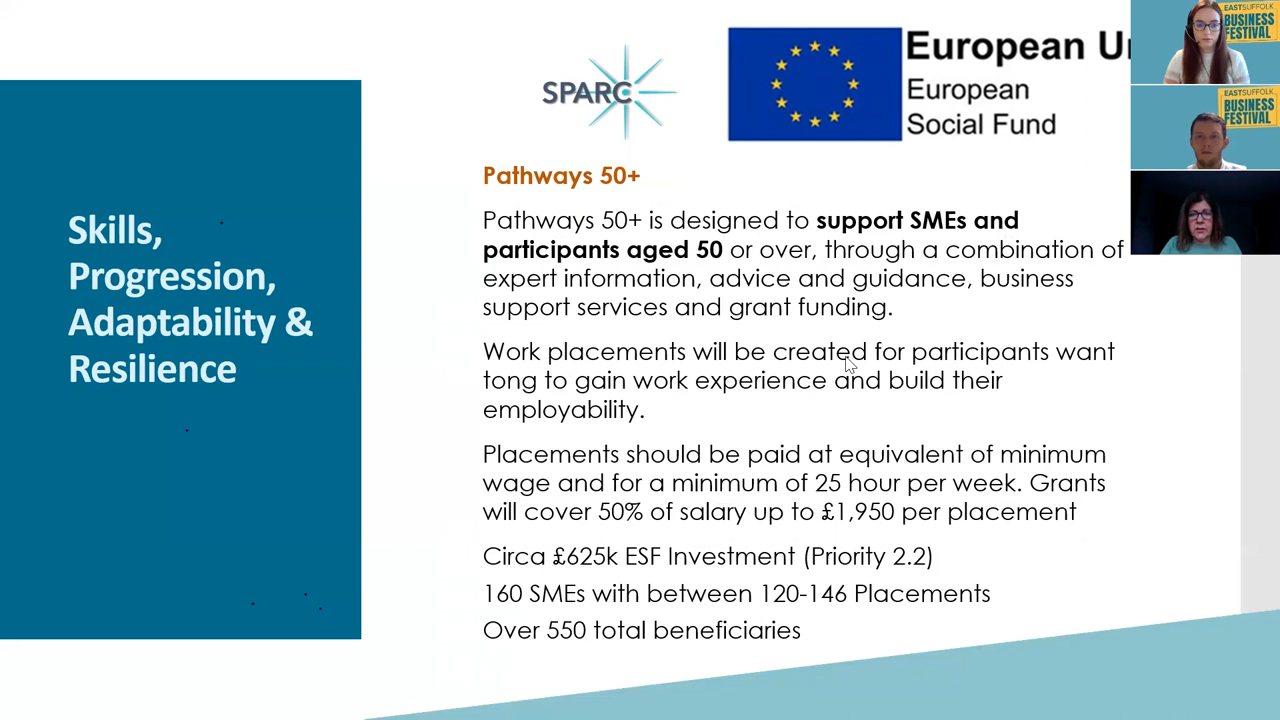 Skills,
Progression,
Adaptability &
Resilience
SPARC
European
European
Social Fund
Pathways 50+
Pathways 50+ is designed to support SMEs and
participants aged 50 or over, through a combination of
expert information, advice and guidance, business
support services and grant funding.
Work placements will be created for participants want
tong to gain work experience and build their
employability.
Placements should be paid at equivalent of minimum
wage and for a minimum of 25 hour per week. Grants
will cover 50% of salary up to £1,950 per placement
Circa £625k ESF Investment (Priority 2.2)
160 SMEs with between 120-146 Placements
Over 550 total beneficiaries
EASTSUFFOLK
BUSINESS
FESTIVAL
EASTSUFFOLK
BUSINESS
FESTIVAL